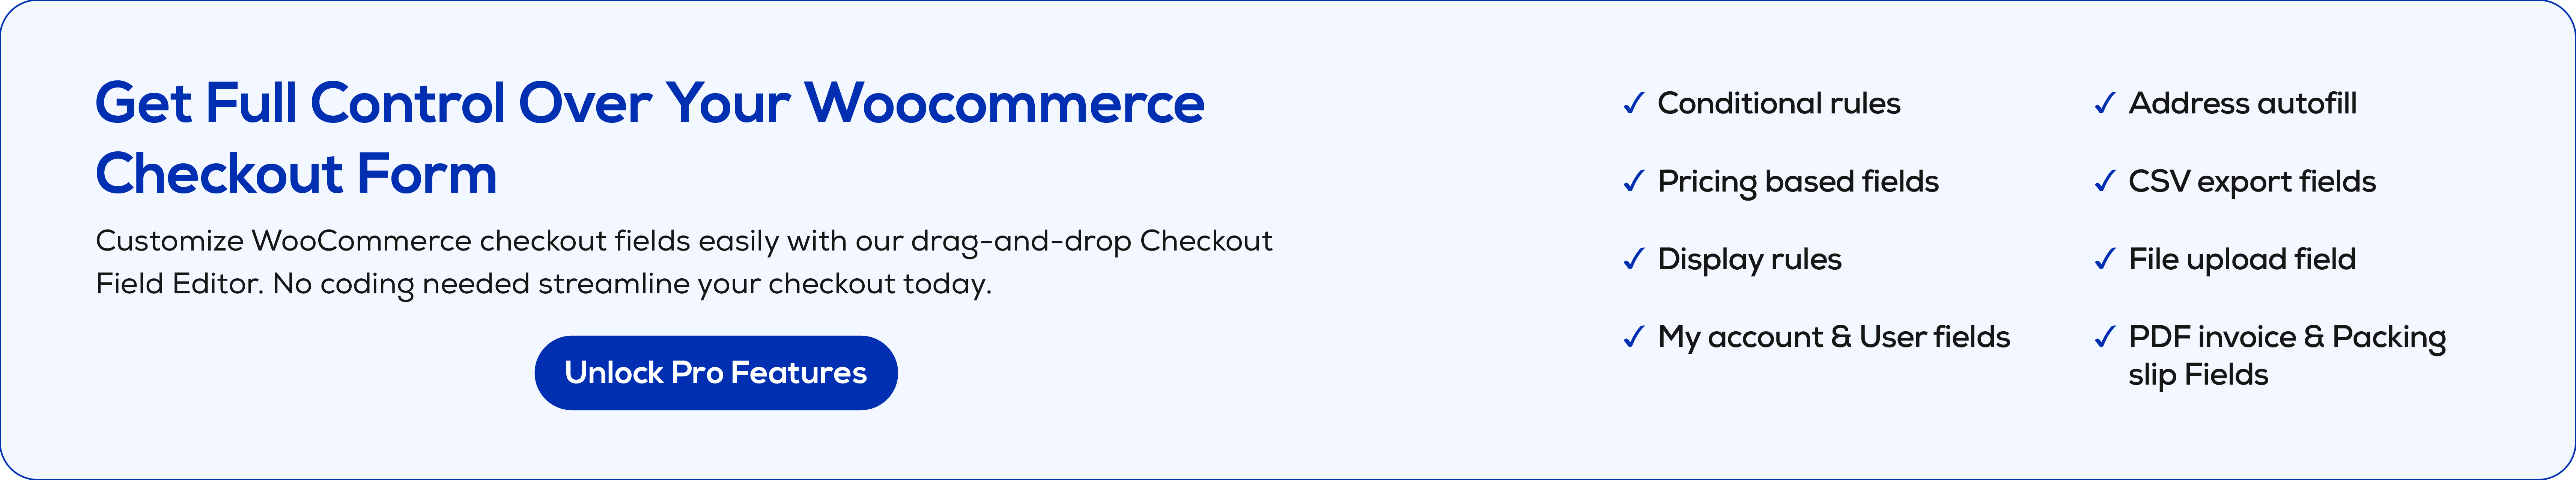 Get Full Control Over Your Woocommerce
Checkout Form
Customize WooCommerce checkout fields easily with our drag-and-drop Checkout
Field Editor. No coding needed streamline your checkout today.
Unlock Pro Features
✓ Conditional rules
✓ Pricing based fields
✓ Display rules
✓ My account & User fields
✓ Address autofill
✓ CSV export fields
✓ File upload field
✓ PDF invoice & Packing
slip Fields